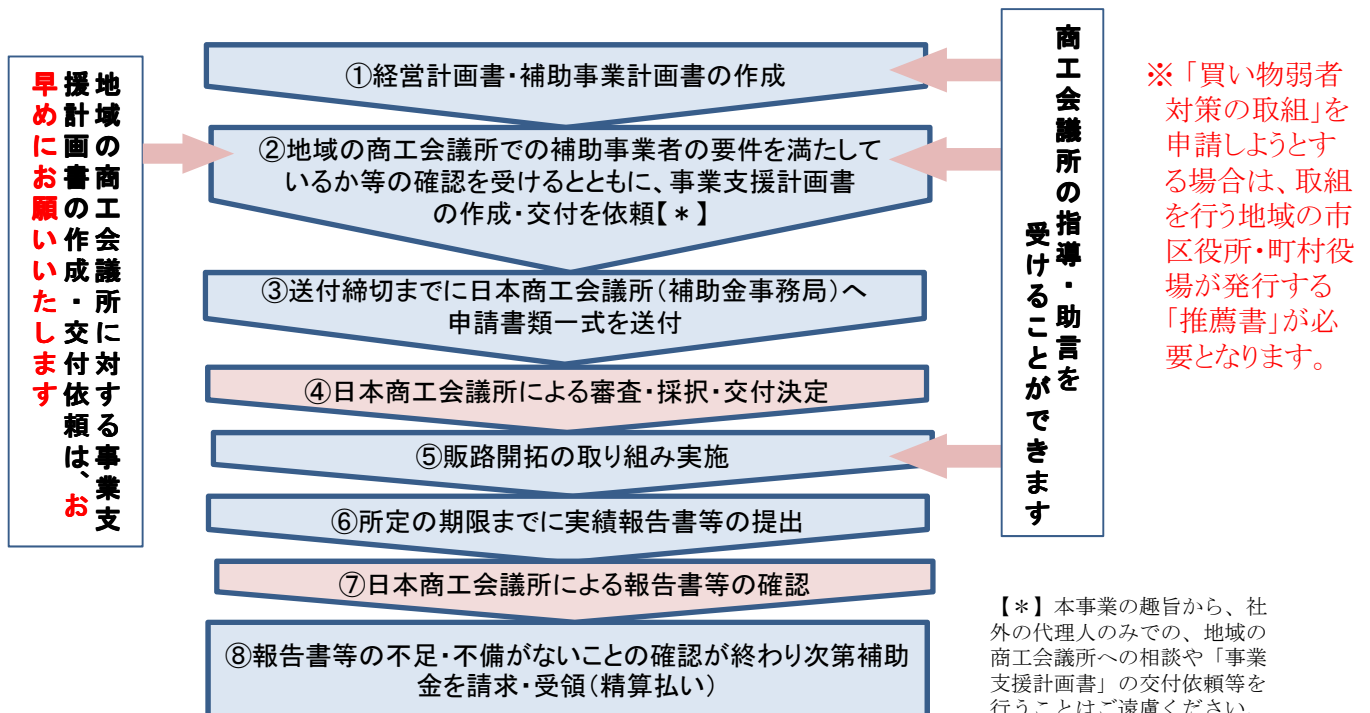 地域の商工会議所に対する事業支
援計画書の作成・交付依頼は、お
早めにお願いいたします
①経営計画書・補助事業計画書の作成
②地域の商工会議所での補助事業者の要件を満たして
いるか等の確認を受けるとともに、事業支援計画書
の作成・交付を依頼【*】
③送付締切までに日本商工会議所(補助金事務局)へ
申請書類一式を送付
④日本商工会議所による審査・採択・交付決定
⑤販路開拓の取り組み実施
⑥所定の期限までに実績報告書等の提出
⑦日本商工会議所による報告書等の確認
⑧報告書等の不足・不備がないことの確認が終わり次第補助
金を請求・受領(精算払い)
商工会議所の指導・助言を
受けることができます
※「買い物弱者
対策の取組」を
申請しようとす
る場合は、取組
を行う地域の市
区役所・町村役
場が発行する
「推薦書」が必
要となります。
【*】本事業の趣旨から、社
外の代理人のみでの、地域の
商工会議所への相談や「事業
支援計画書」の交付依頼等を
行うことはご遠慮ください。